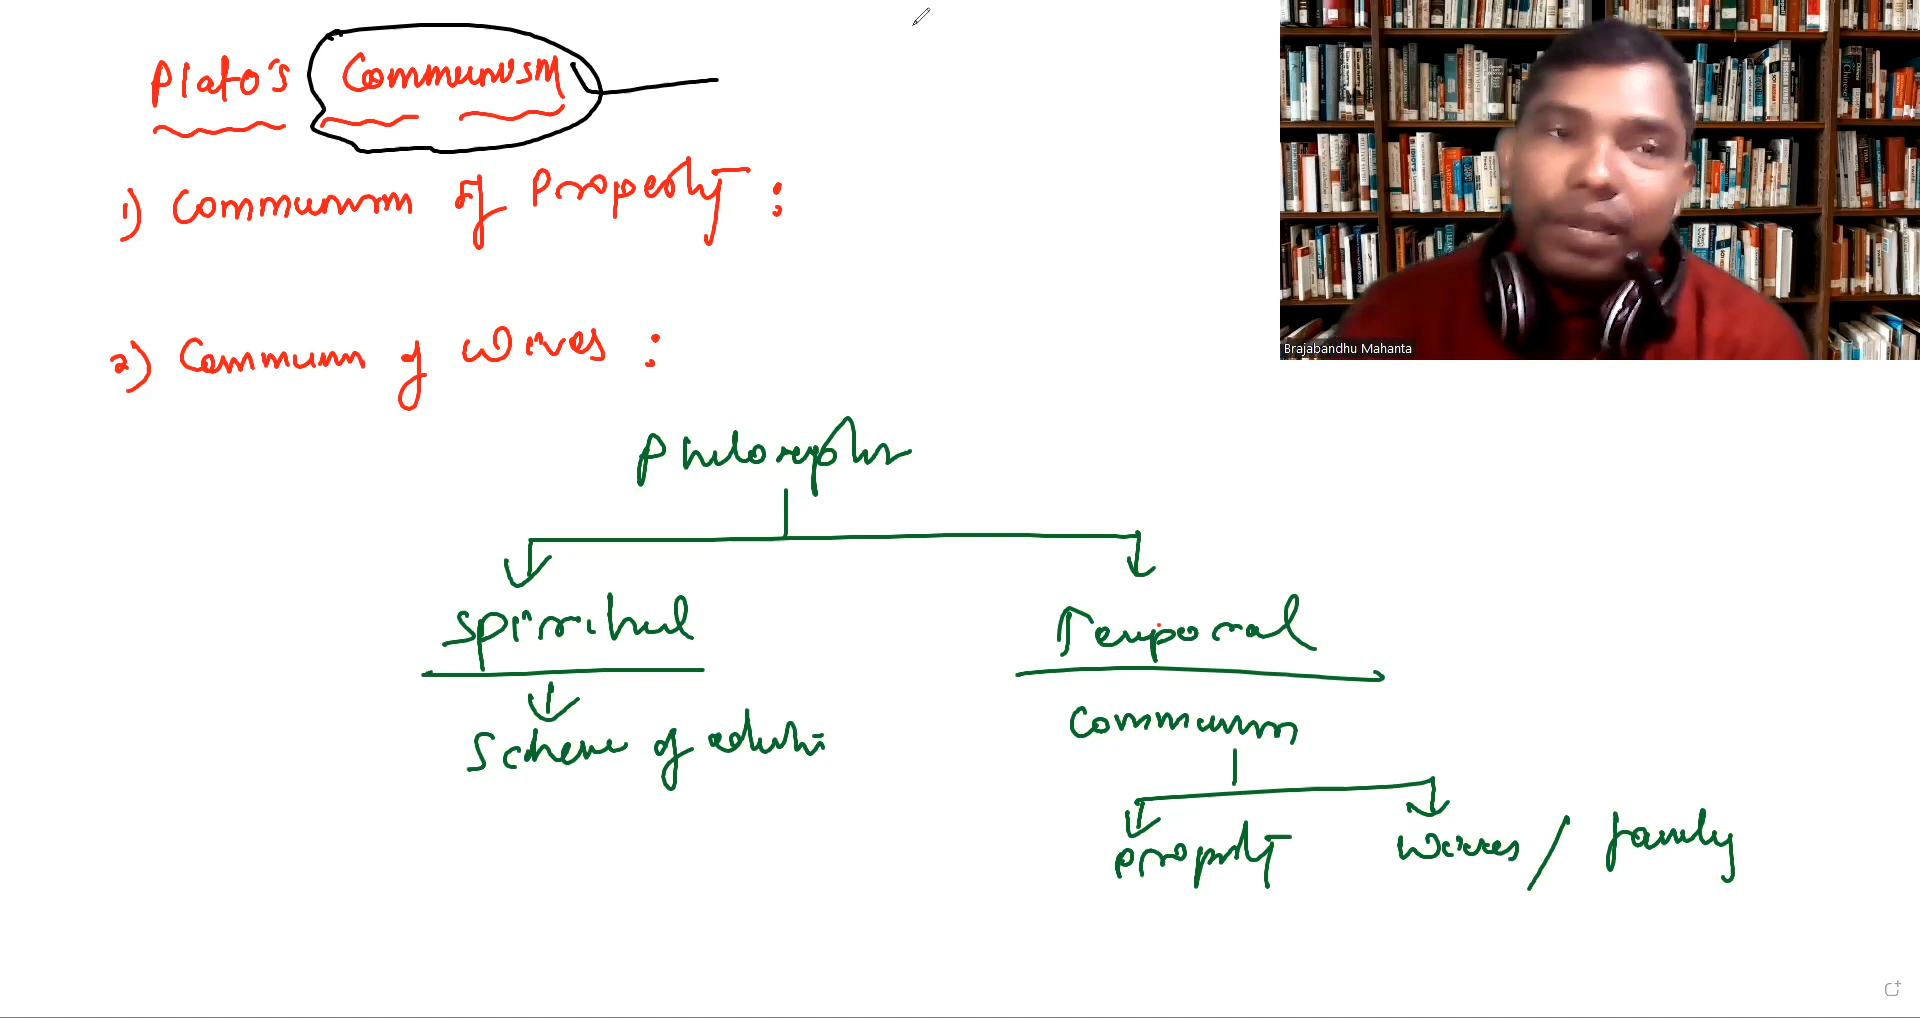 Plato's Communism
1) Communism of Property :
2) Communism of Wives :
Philosophy
Spiritual
Temporal
Scheme of education
Communism
Property
Wives / family
Brajabandhu Mahanta